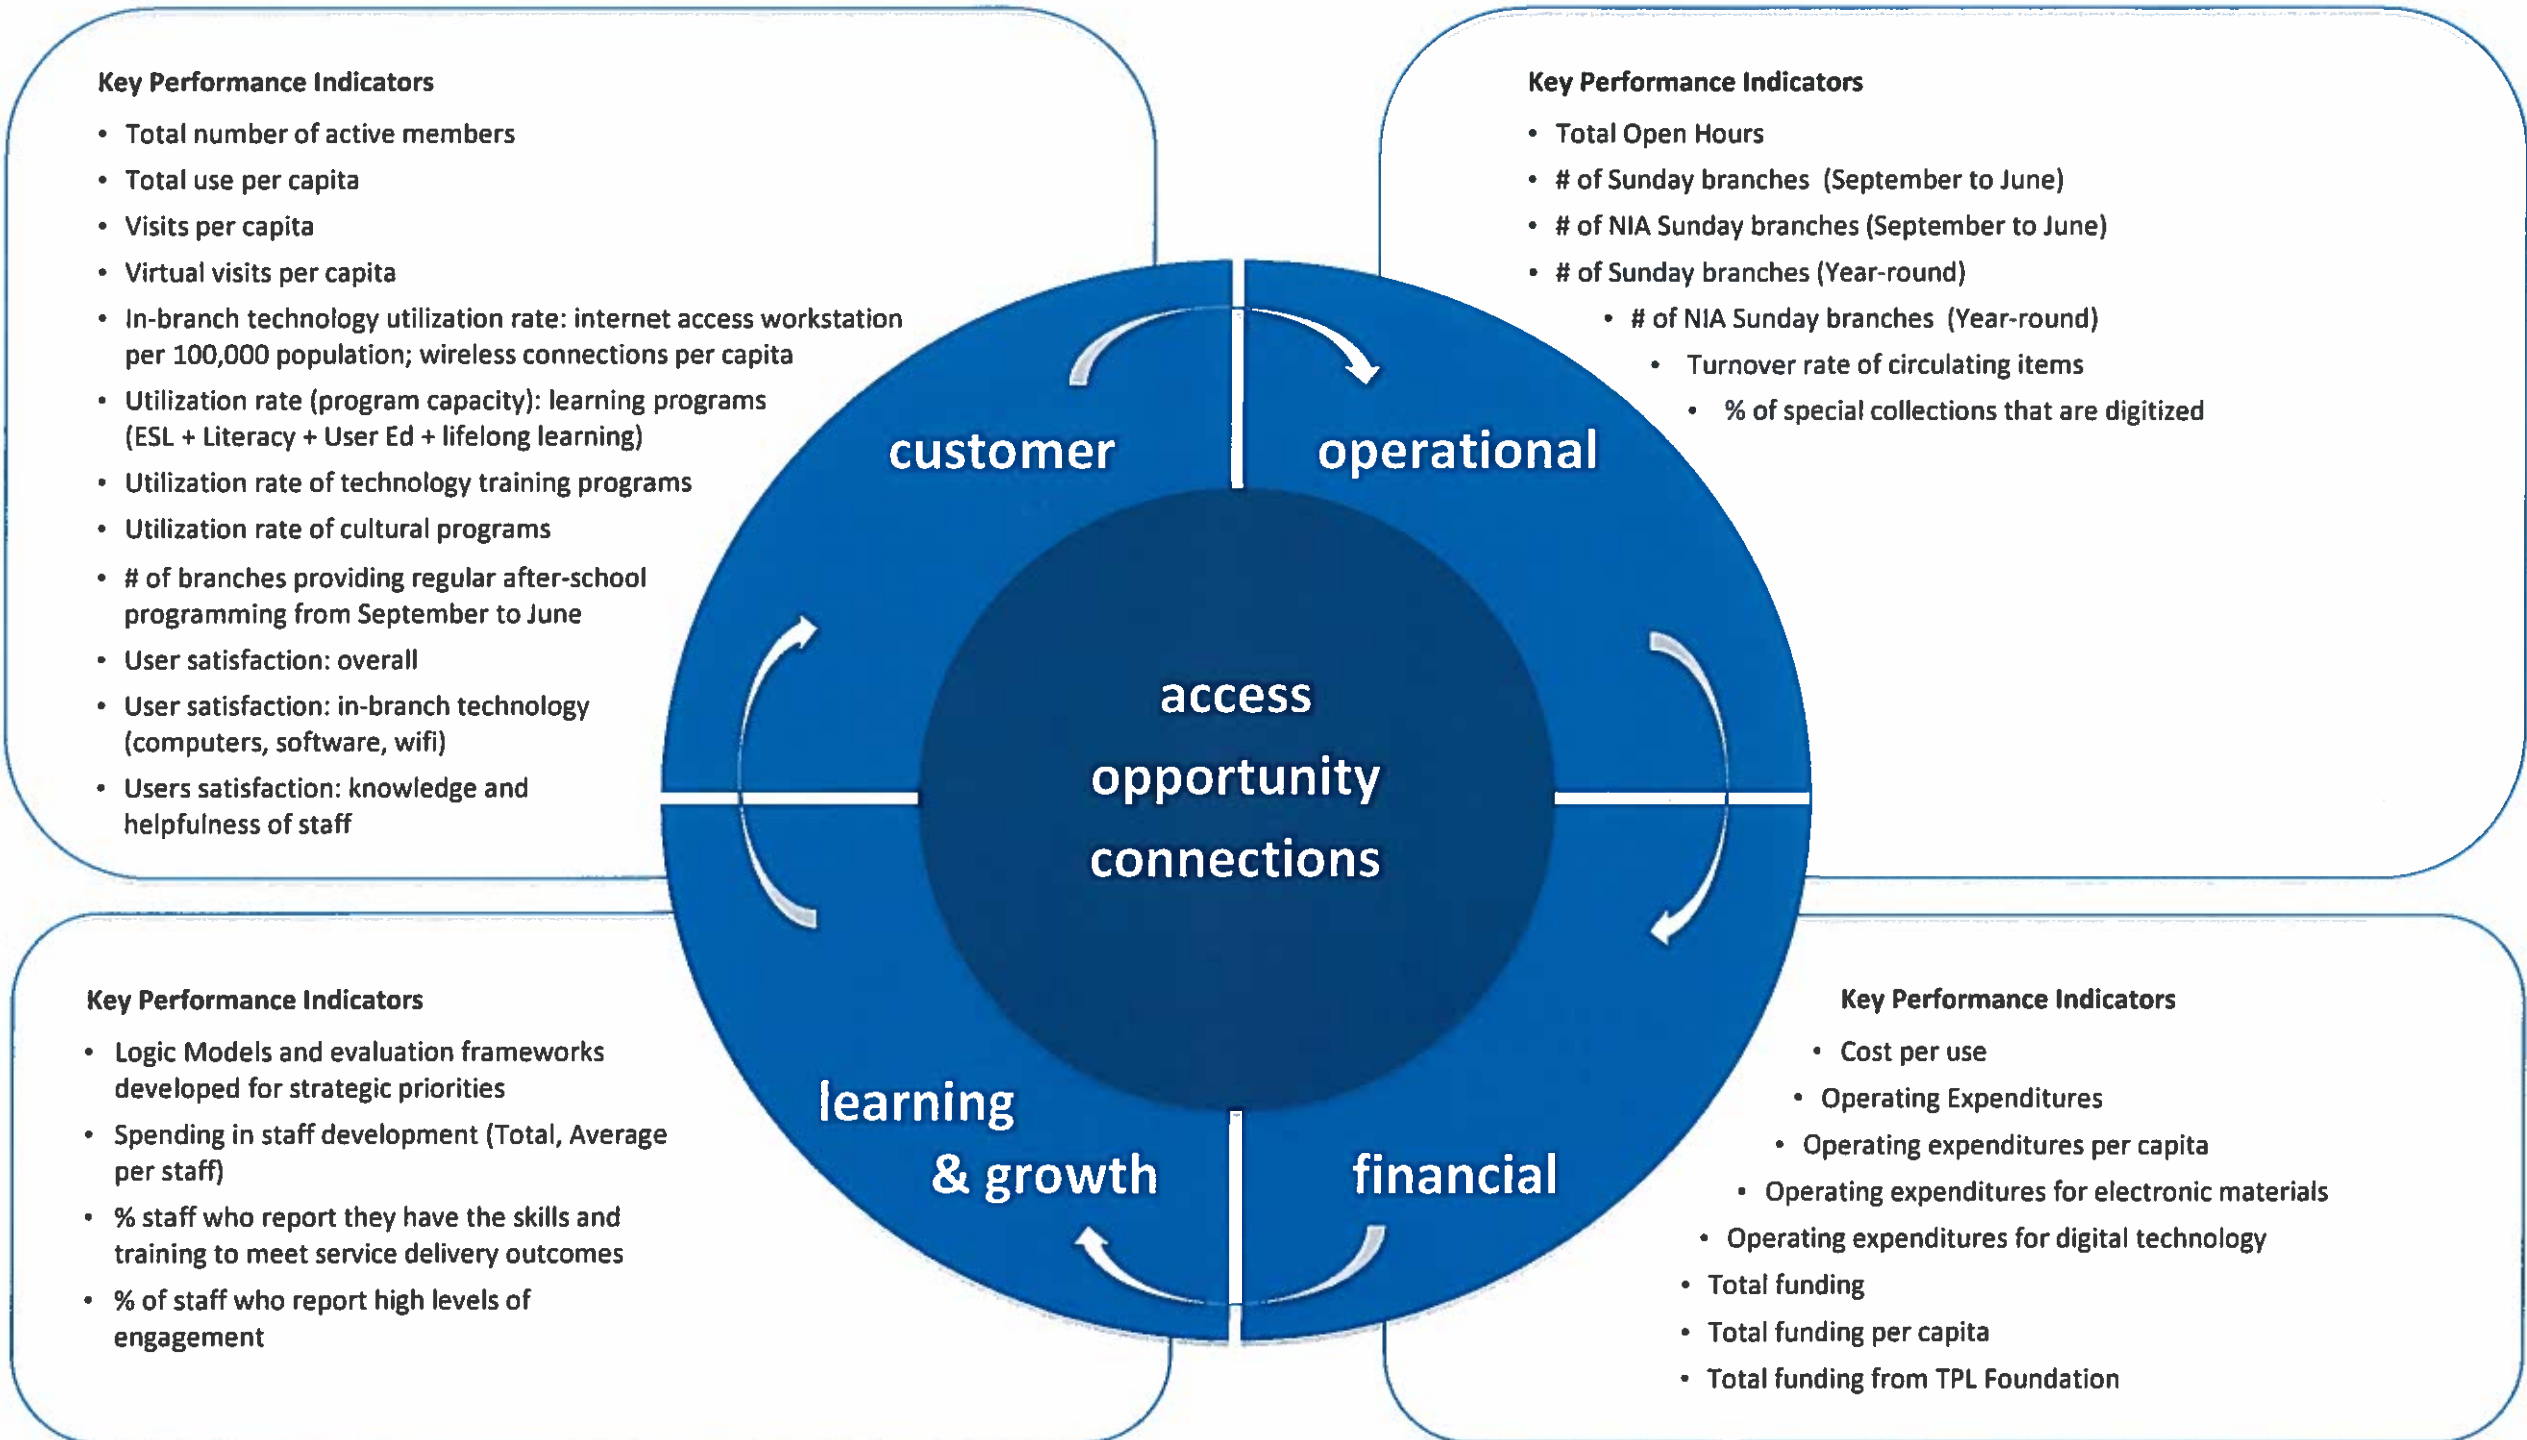 Key Performance Indicators
• Total number of active members
• Total use per capita
• Visits per capita
• Virtual visits per capita
• In-branch technology utilization rate: internet access workstation
per 100,000 population; wireless connections per capita
• Utilization rate (program capacity): learning programs
(ESL + Literacy + User Ed + lifelong learning)
• Utilization rate of technology training programs
• Utilization rate of cultural programs
• # of branches providing regular after-school
programming from September to June
• User satisfaction: overall
• User satisfaction: in-branch technology
(computers, software, wifi)
• Users satisfaction: knowledge and
helpfulness of staff
Key Performance Indicators
• Total Open Hours
• # of Sunday branches (September to June)
• # of NIA Sunday branches (September to June)
• # of Sunday branches (Year-round)
• # of NIA Sunday branches (Year-round)
• Turnover rate of circulating items
• % of special collections that are digitized
customer
operational
access
opportunity
connections
learning
& growth
financial
Key Performance Indicators
• Logic Models and evaluation frameworks
developed for strategic priorities
• Spending in staff development (Total, Average
per staff)
• % staff who report they have the skills and
training to meet service delivery outcomes
• % of staff who report high levels of
engagement
Key Performance Indicators
• Cost per use
• Operating Expenditures
• Operating expenditures per capita
• Operating expenditures for electronic materials
• Operating expenditures for digital technology
• Total funding
• Total funding per capita
• Total funding from TPL Foundation